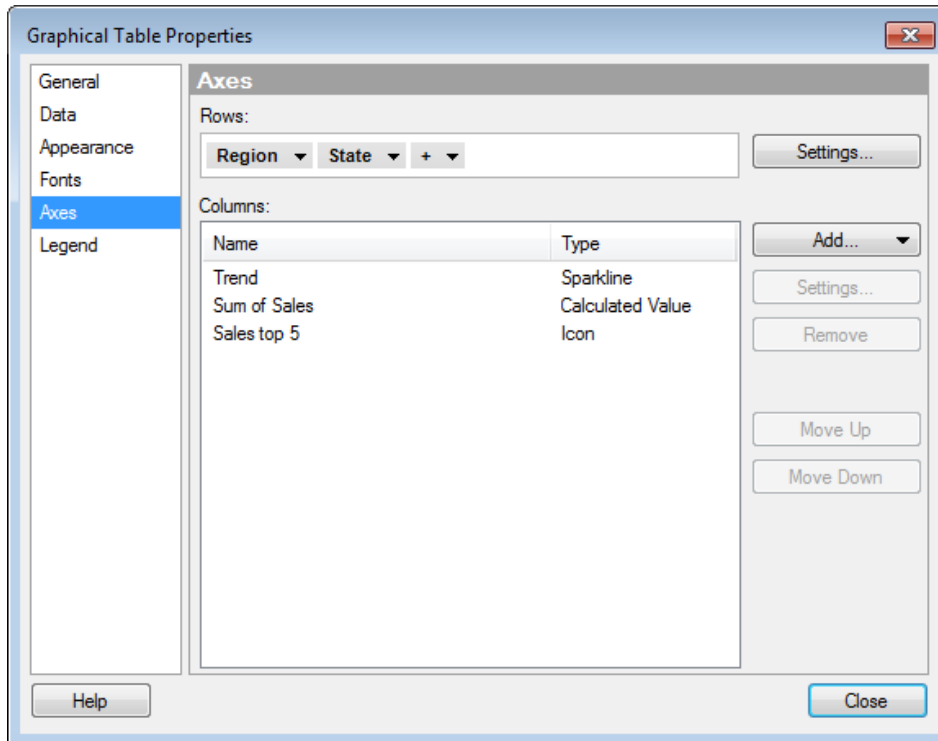 Graphical Table Properties
General
Data
Appearance
Fonts
Axes
Legend
Axes
Rows:
Region State +
Settings...
Columns:
Name Type
Trend Sparkline
Sum of Sales Calculated Value
Sales top 5 Icon
Add...
Settings...
Remove
Move Up
Move Down
Help
Close